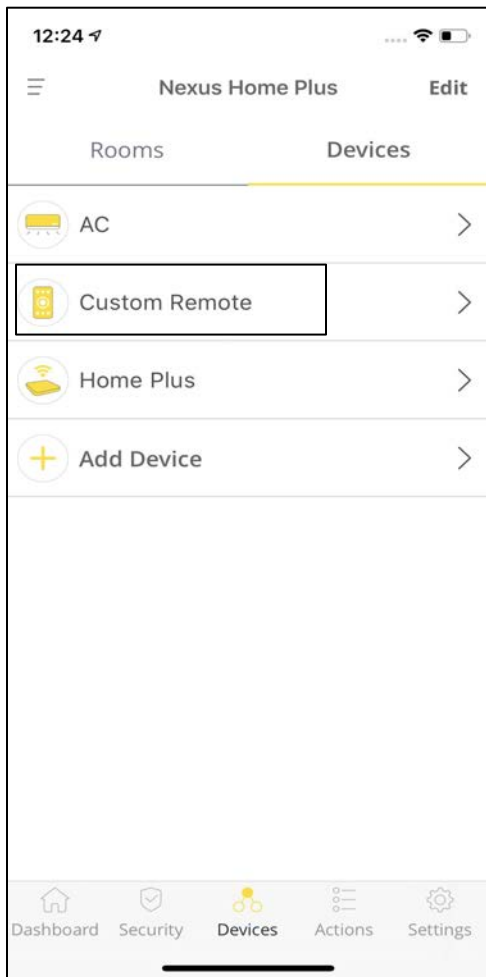 12:24
Nexus Home Plus Edit
Rooms Devices
AC
Custom Remote
Home Plus
Add Device
Dashboard Security Devices Actions Settings